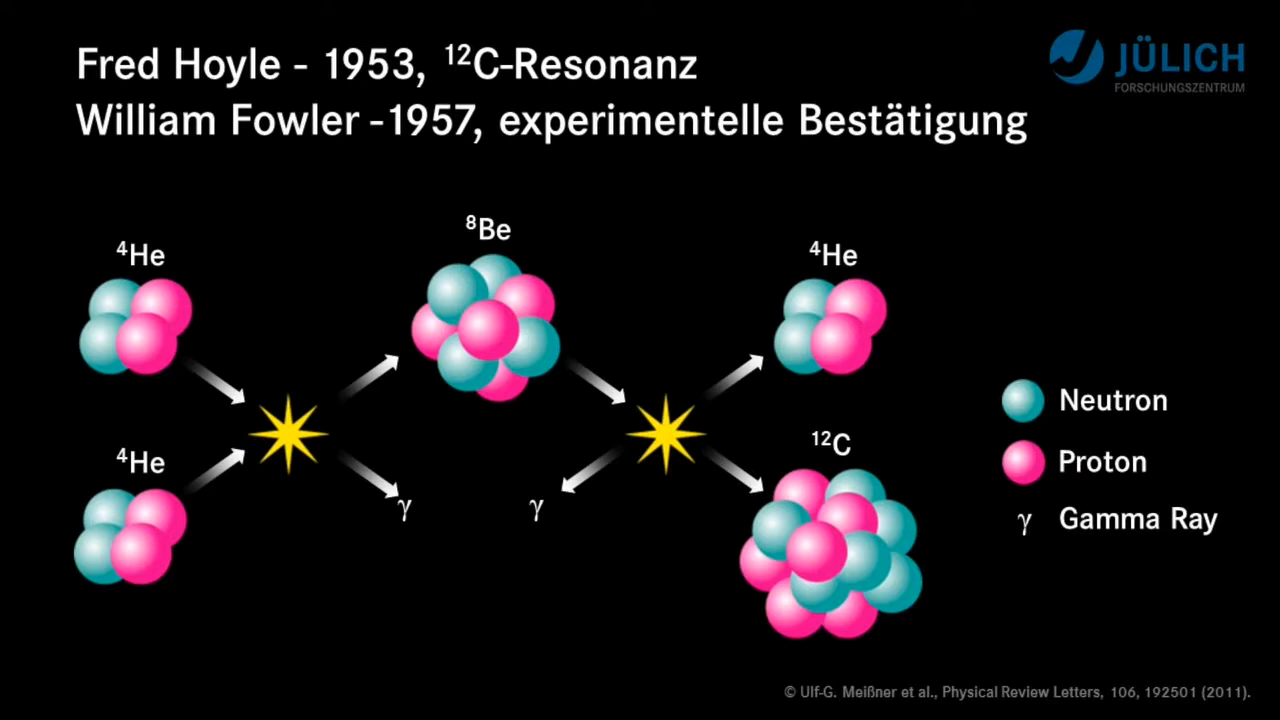 Fred Hoyle - 1953, ¹²C-Resonanz
William Fowler -1957, experimentelle Bestätigung
JÜLICH
FORSCHUNGSZENTRUM
⁸Be
⁴He
⁴He
⁴He
¹²C
γ
γ
Neutron
Proton
γ Gamma Ray
© Ulf-G. Meißner et al., Physical Review Letters, 106, 192501 (2011).